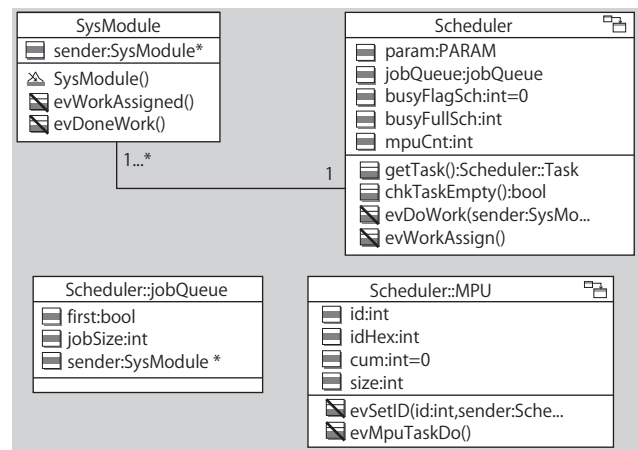 SysModule
sender:SysModule*
SysModule()
evWorkAssigned()
evDoneWork()
1...*
1
Scheduler
param:PARAM
jobQueue:jobQueue
busyFlagSch:int=0
busyFullSch:int
mpuCnt:int
getTask():Scheduler::Task
chkTaskEmpty():bool
evDoWork(sender:SysMo...
evWorkAssign()
Scheduler::jobQueue
first:bool
jobSize:int
sender:SysModule *
Scheduler::MPU
id:int
idHex:int
cum:int=0
size:int
evSetID(id:int,sender:Sche...
evMpuTaskDo()